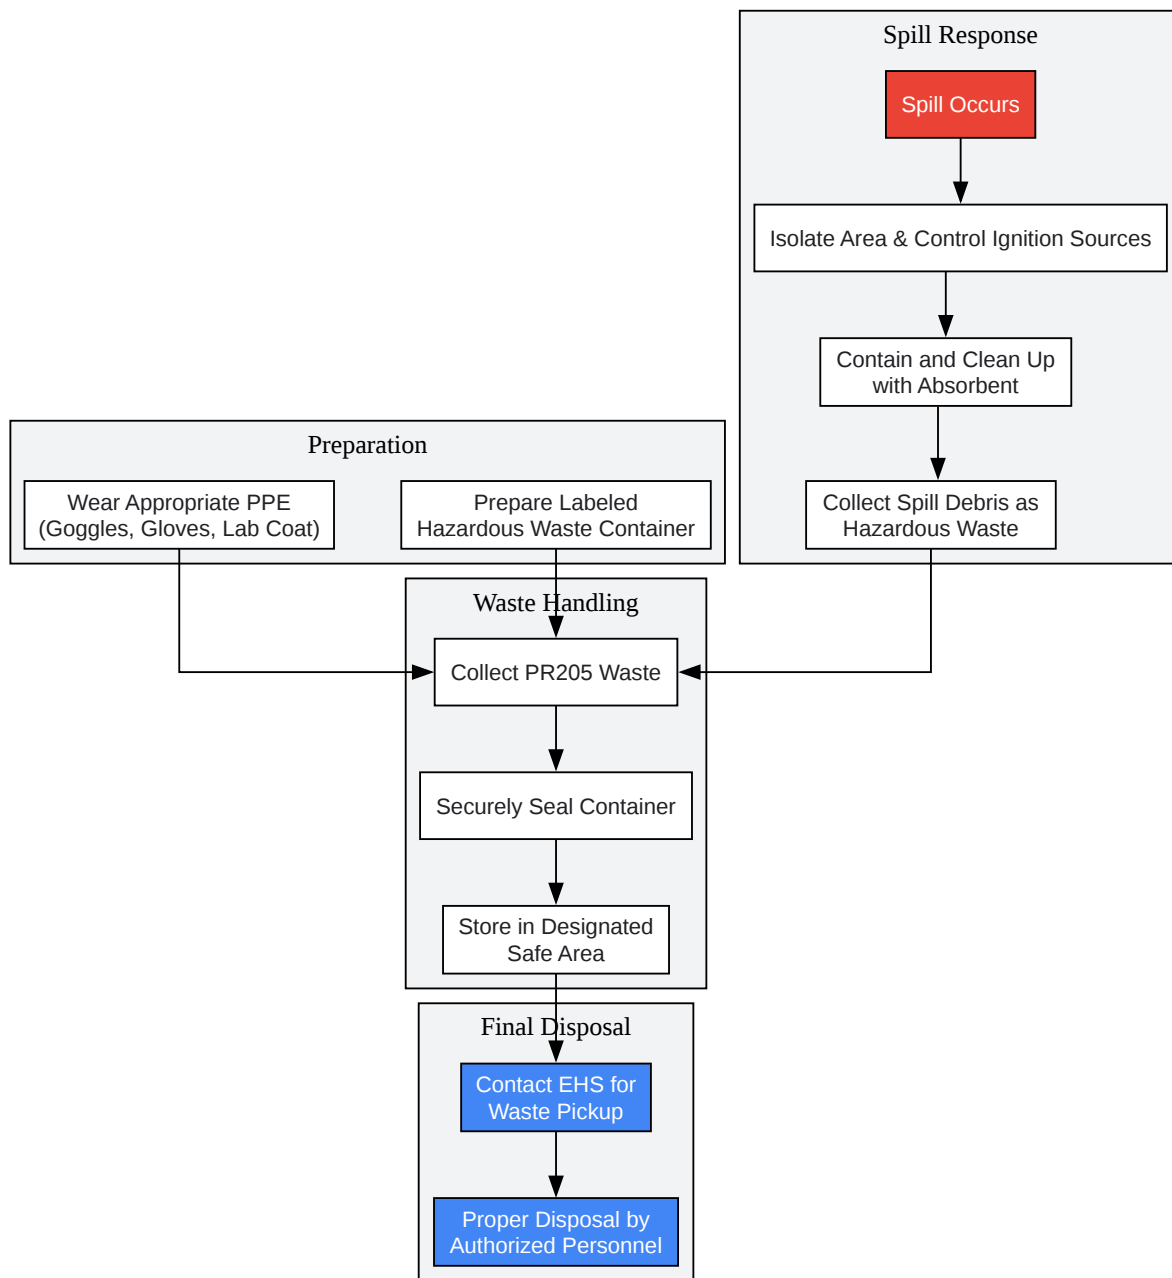 Spill Response
Spill Occurs
Isolate Area & Control Ignition Sources
Contain and Clean Up
with Absorbent
Collect Spill Debris as
Hazardous Waste
Preparation
Wear Appropriate PPE
(Goggles, Gloves, Lab Coat)
Prepare Labeled
Hazardous Waste Container
Waste Handling
Collect PR205 Waste
Securely Seal Container
Store in Designated
Safe Area
Final Disposal
Contact EHS for
Waste Pickup
Proper Disposal by
Authorized Personnel